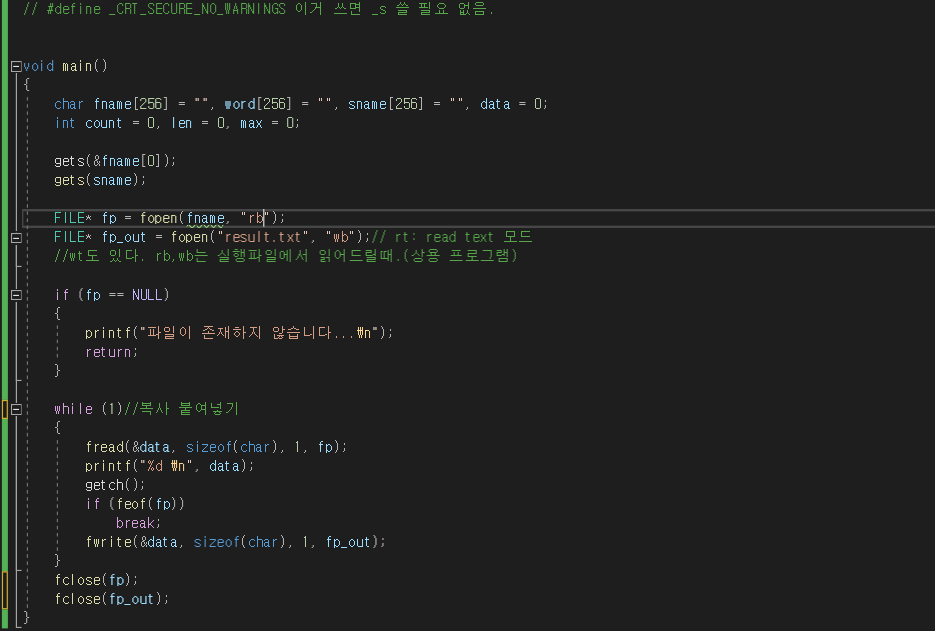 // #define _CRT_SECURE_NO_WARNINGS 이거 쓰면 _s 쓸 필요 없음.
void main()
{
char fname[256] = "", word[256] = "", sname[256] = "", data = 0;
int count = 0, len = 0, max = 0;
gets(&fname[0]);
gets(sname);
FILE* fp = fopen(fname, "rb");
FILE* fp_out = fopen("result.txt", "wb");// rt: read text 모드
//wt도 있다. rb,wb는 실행파일에서 읽어드릴때.(상용 프로그램)
if (fp == NULL)
{
printf("파일이 존재하지 않습니다...₩n");
return;
}
while (1)//복사 붙여넣기
{
fread(&data, sizeof(char), 1, fp);
printf("%d ₩n", data);
getch();
if (feof(fp))
break;
fwrite(&data, sizeof(char), 1, fp_out);
}
fclose(fp);
fclose(fp_out);
}